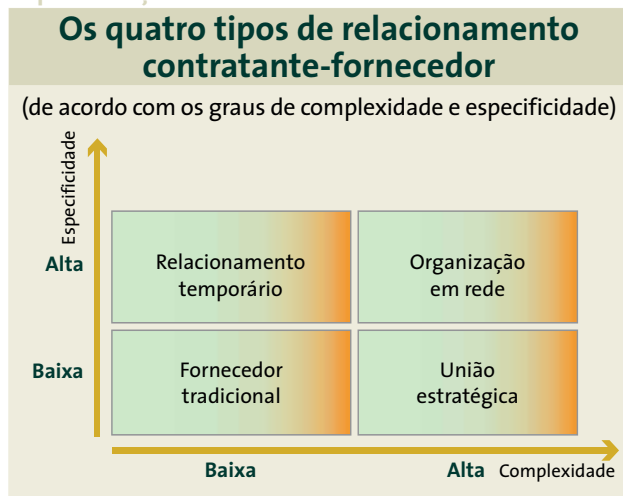 Os quatro tipos de relacionamento
contratante-fornecedor
(de acordo com os graus de complexidade e especificidade)
Especificidade
Alta
Relacionamento
temporário
Organização
em rede
Baixa
Fornecedor
tradicional
União
estratégica
Baixa
Alta Complexidade